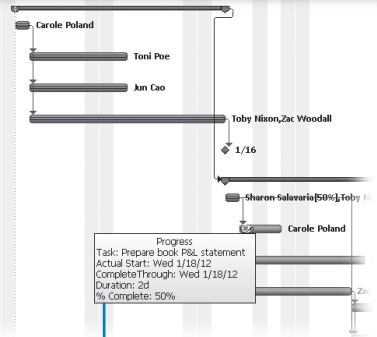 Carole Poland
Toni Poe
Jun Cao
Toby Nixon,Zac Woodall
1/16
Sharon Salavaria[50%],Toby
Carole Poland
Progress
Task: Prepare book P&L statement
Actual Start: Wed 1/18/12
CompleteThrough: Wed 1/18/12
Duration: 2d
% Complete: 50%
Zac